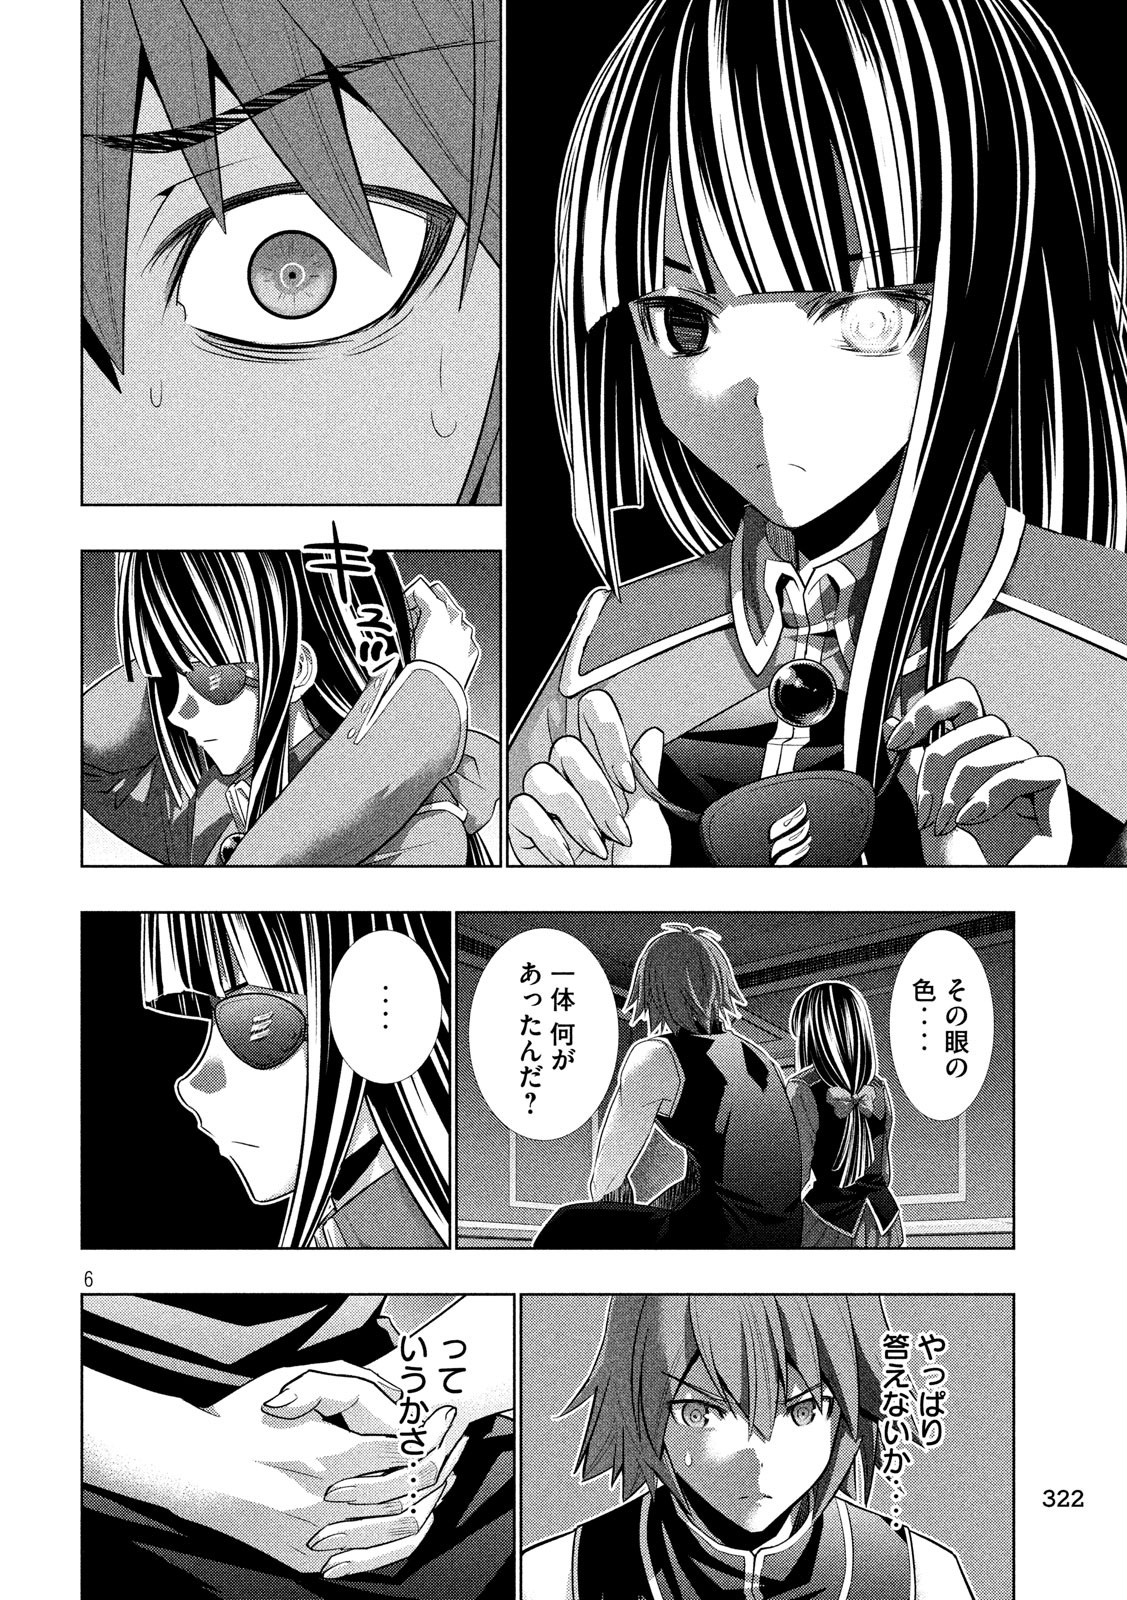 キュッ
その眼の
色‥‥
一体 何が
あったんだ?
‥‥
やっぱり
答えないか‥‥‥
って
いうかさ‥‥‥
6
322